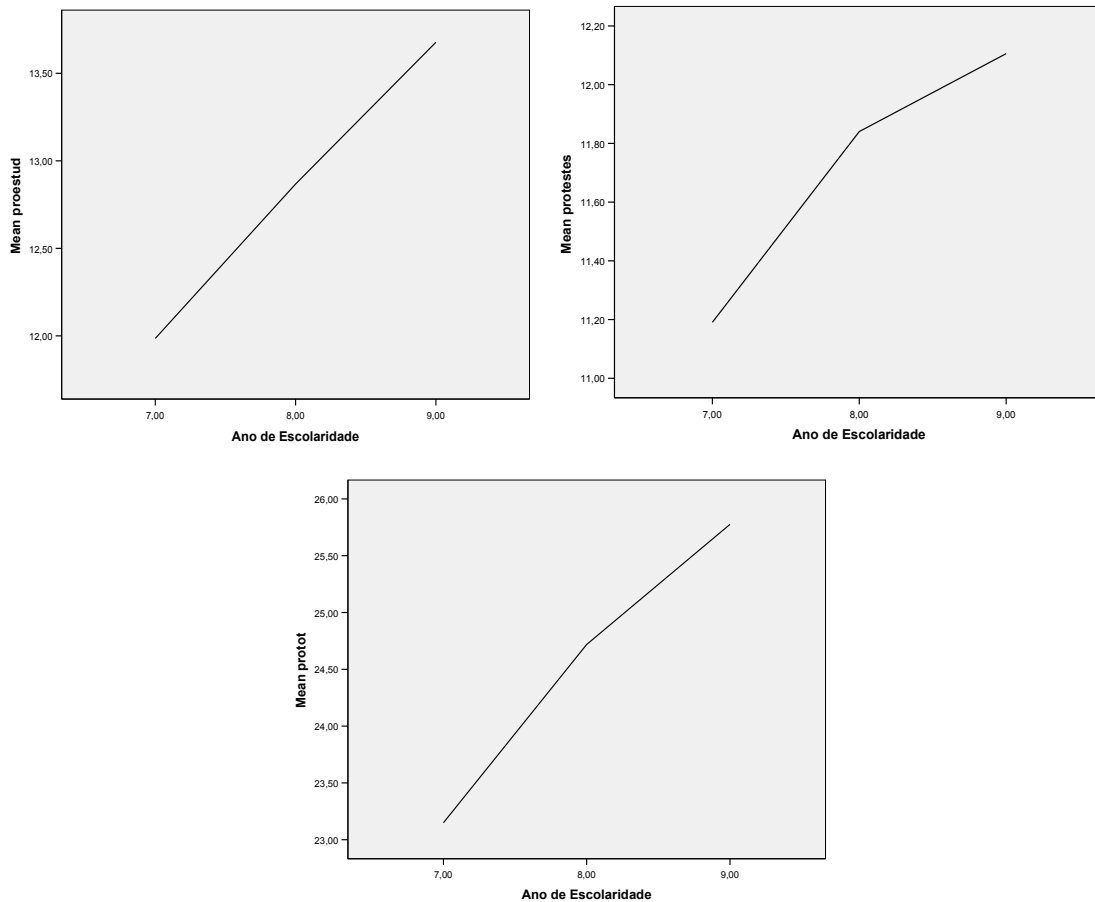 Mean proestud
13,50
13,00
12,50
12,00
7,00 8,00 9,00
Ano de Escolaridade
Mean protestes
12,20
12,00
11,80
11,60
11,40
11,20
11,00
7,00 8,00 9,00
Ano de Escolaridade
Mean protot
26,00
25,50
25,00
24,50
24,00
23,50
23,00
7,00 8,00 9,00
Ano de Escolaridade